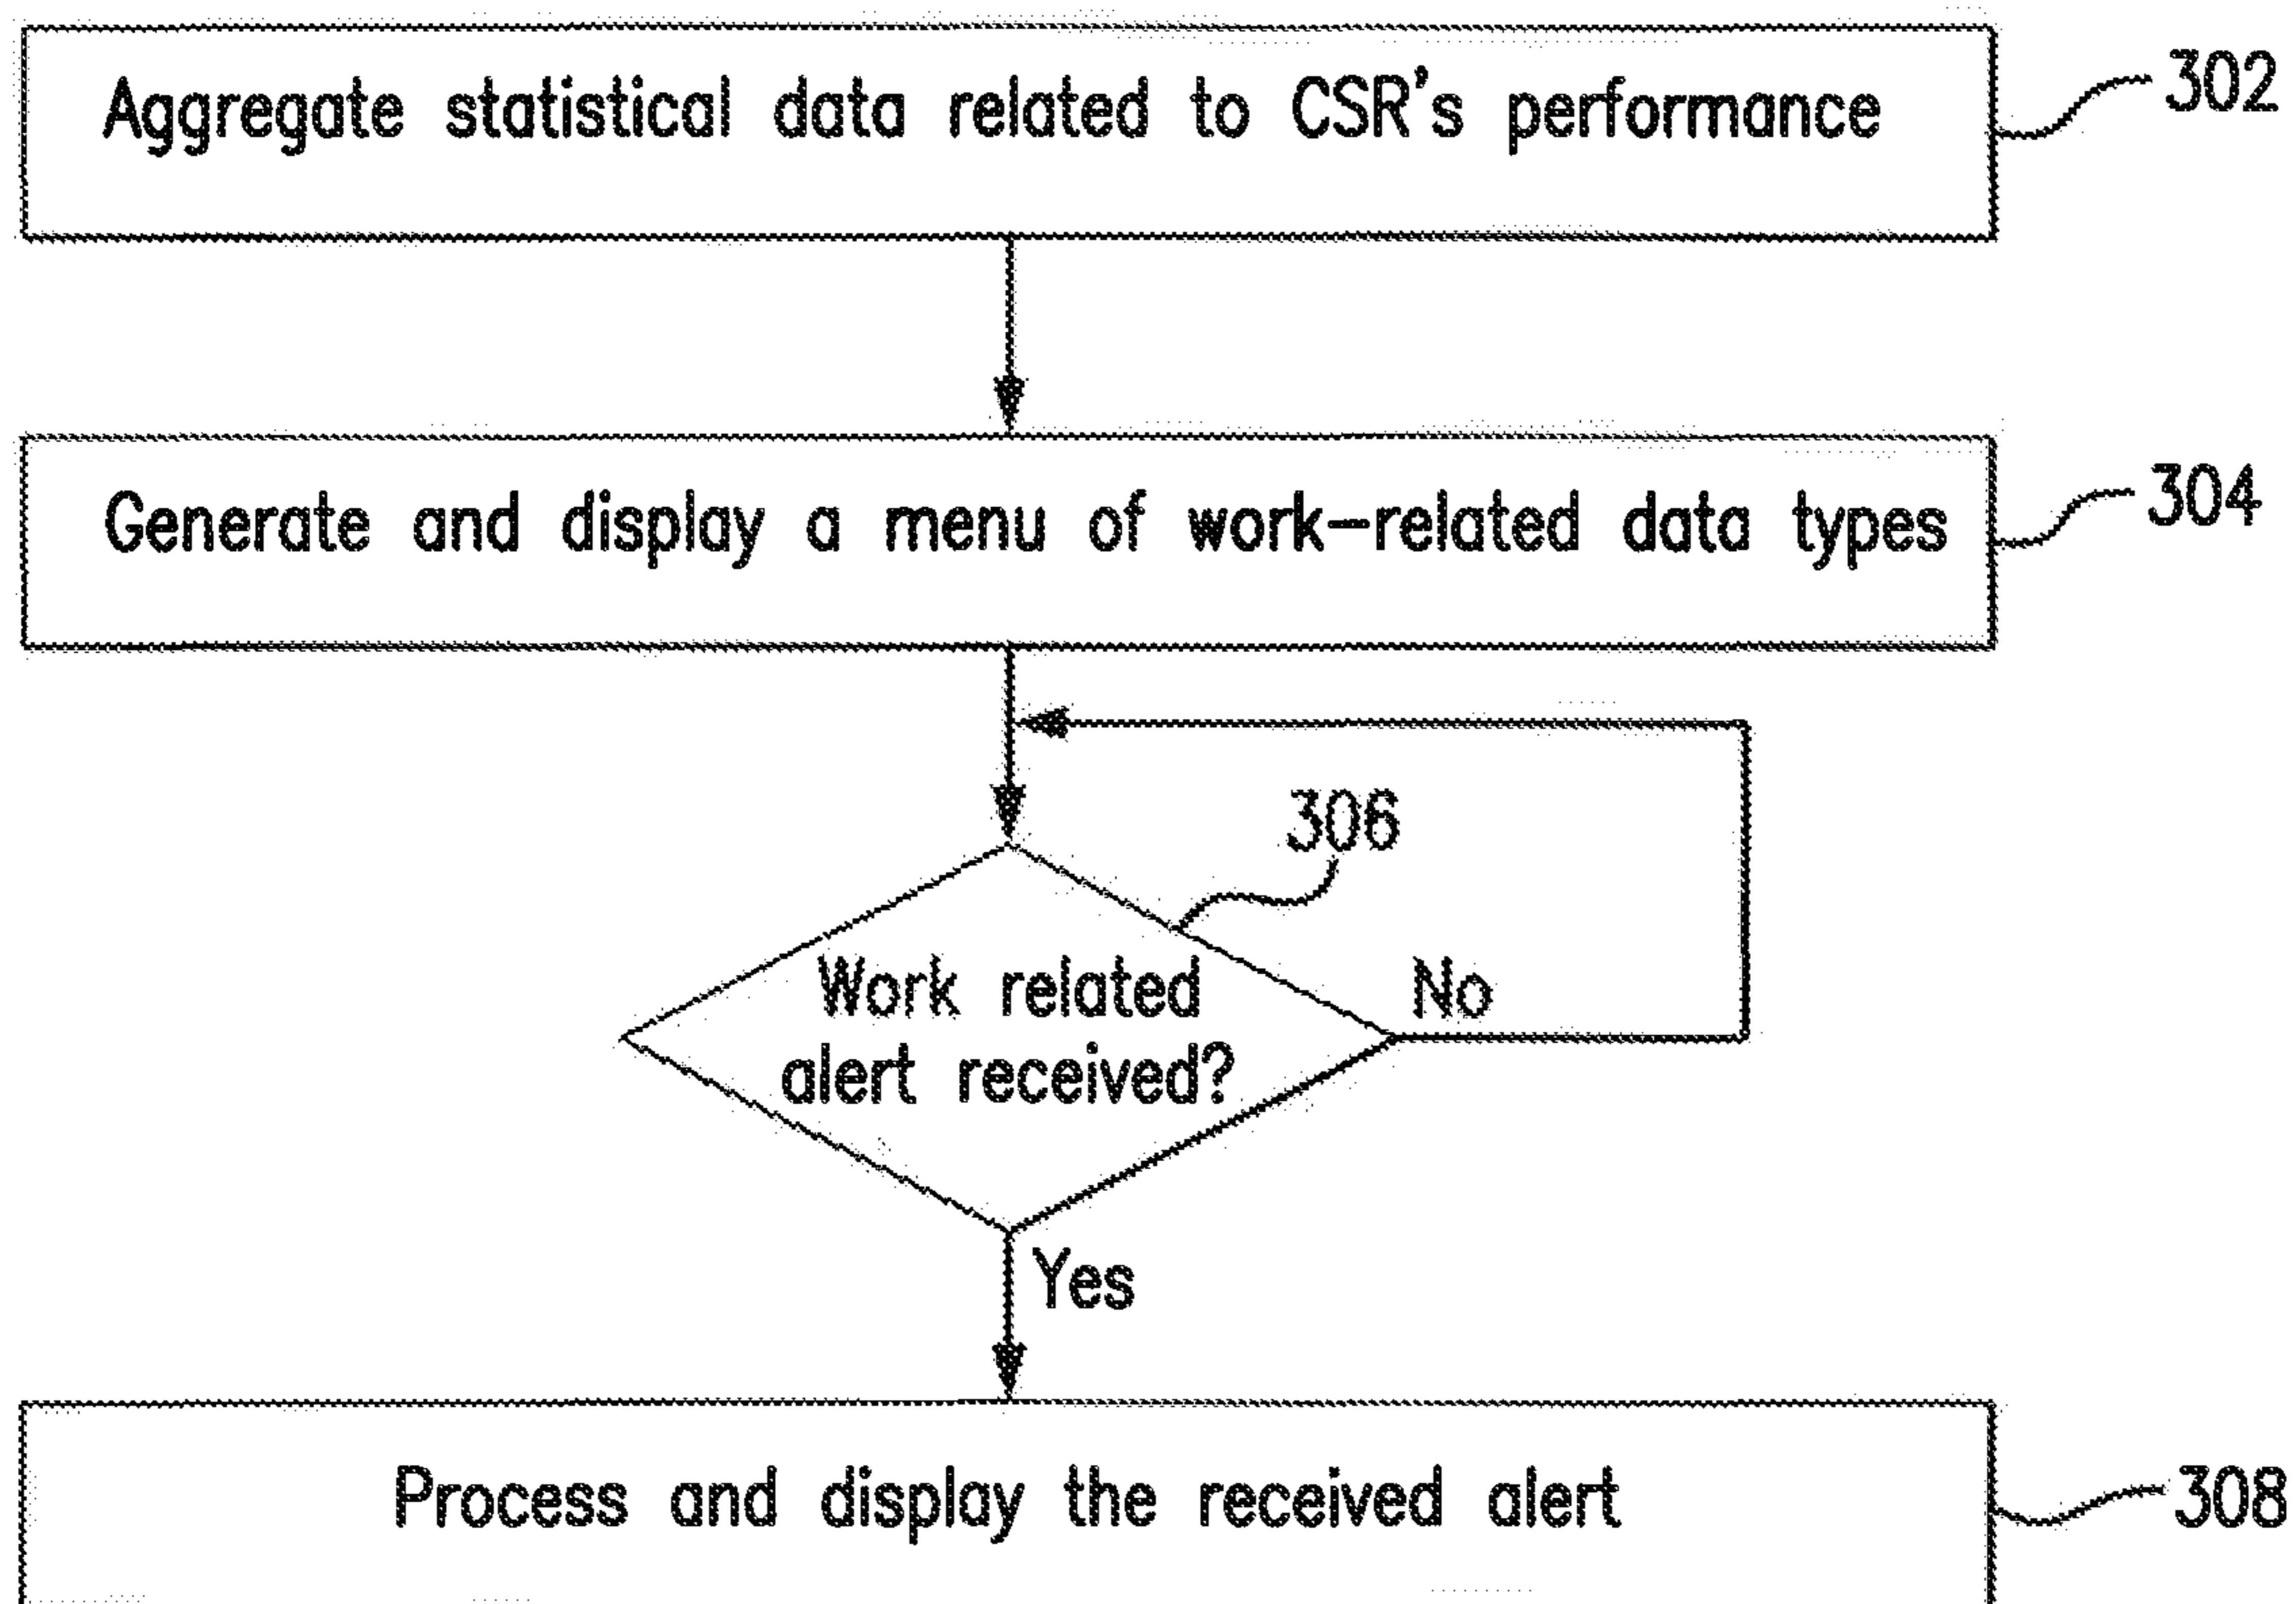 Aggregate statistical data related to CSR's performance
302
Generate and display a menu of work-related data types
304
306
Work related
alert received?
No
Yes
Process and display the received alert
308